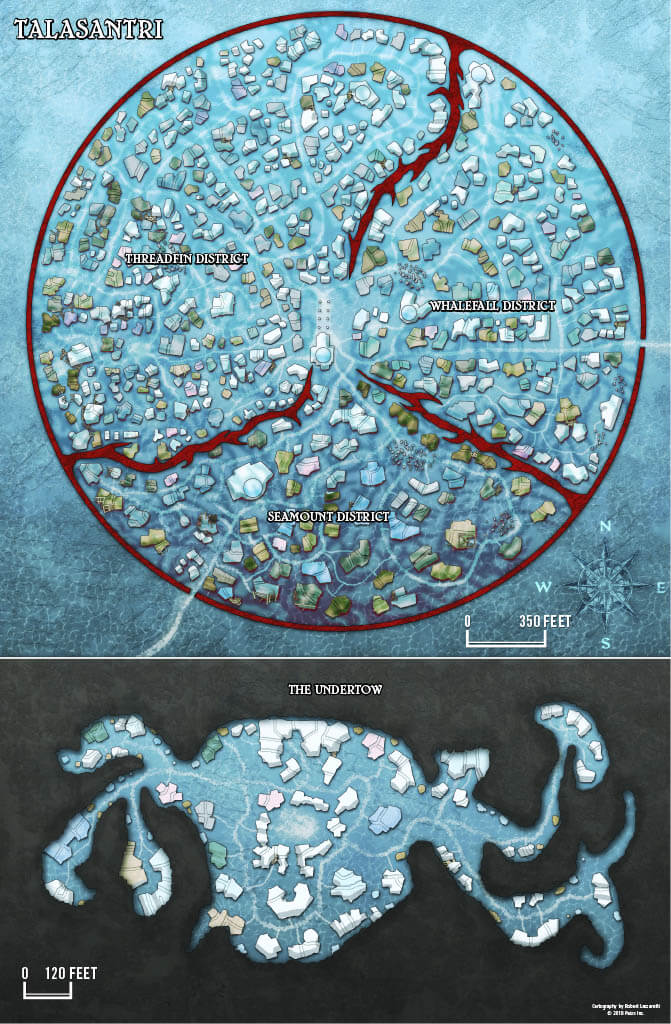 TALASANTRI
THREADFIN DISTRICT
WHALEFALL DISTRICT
SEAMOUNT DISTRICT
N
W E
S
0 350 FEET
THE UNDERTOW
0 120 FEET
Cartography by Robert Lazzaretti
© 2018 Paizo Inc.